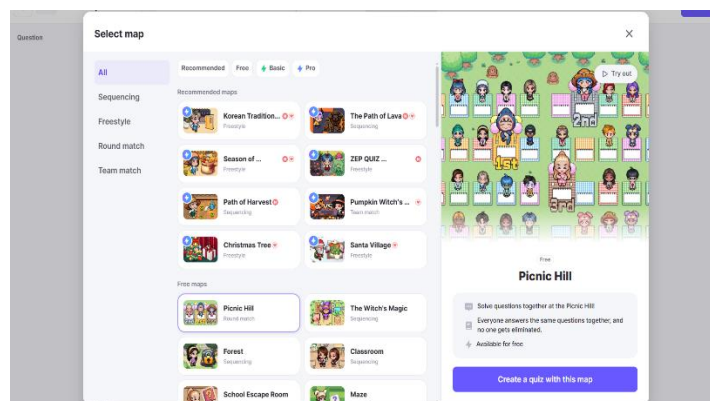 Question
Select map
All
Sequencing
Freestyle
Round match
Team match
Recommended
Free
Basic
Pro
Recommended maps
Korean Tradition...
Freestyle
The Path of Lava
Sequencing
Season of ...
Freestyle
ZEP QUIZ ...
Freestyle
Path of Harvest
Sequencing
Pumpkin Witch's ...
Team match
Christmas Tree
Freestyle
Santa Village
Freestyle
Free maps
Picnic Hill
Round match
The Witch's Magic
Sequencing
Forest
Sequencing
Classroom
Sequencing
School Escape Room
Maze
Try out
2nd
1st
3rd
Free
Picnic Hill
Solve questions together at the Picnic Hill!
Everyone answers the same questions together, and
no one gets eliminated.
Available for free
Create a quiz with this map